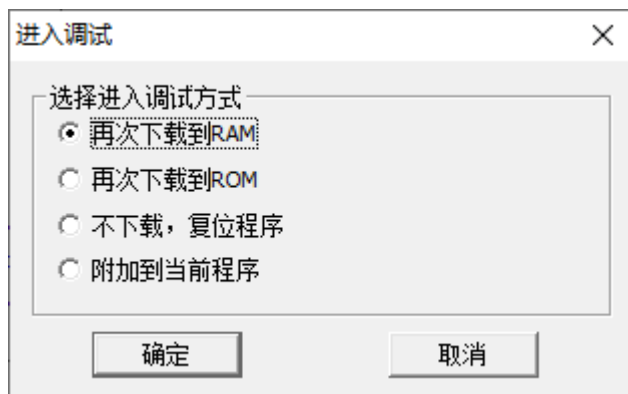 进入调试
选择进入调试方式
再次下载到RAM
再次下载到ROM
不下载，复位程序
附加到当前程序
确定 取消